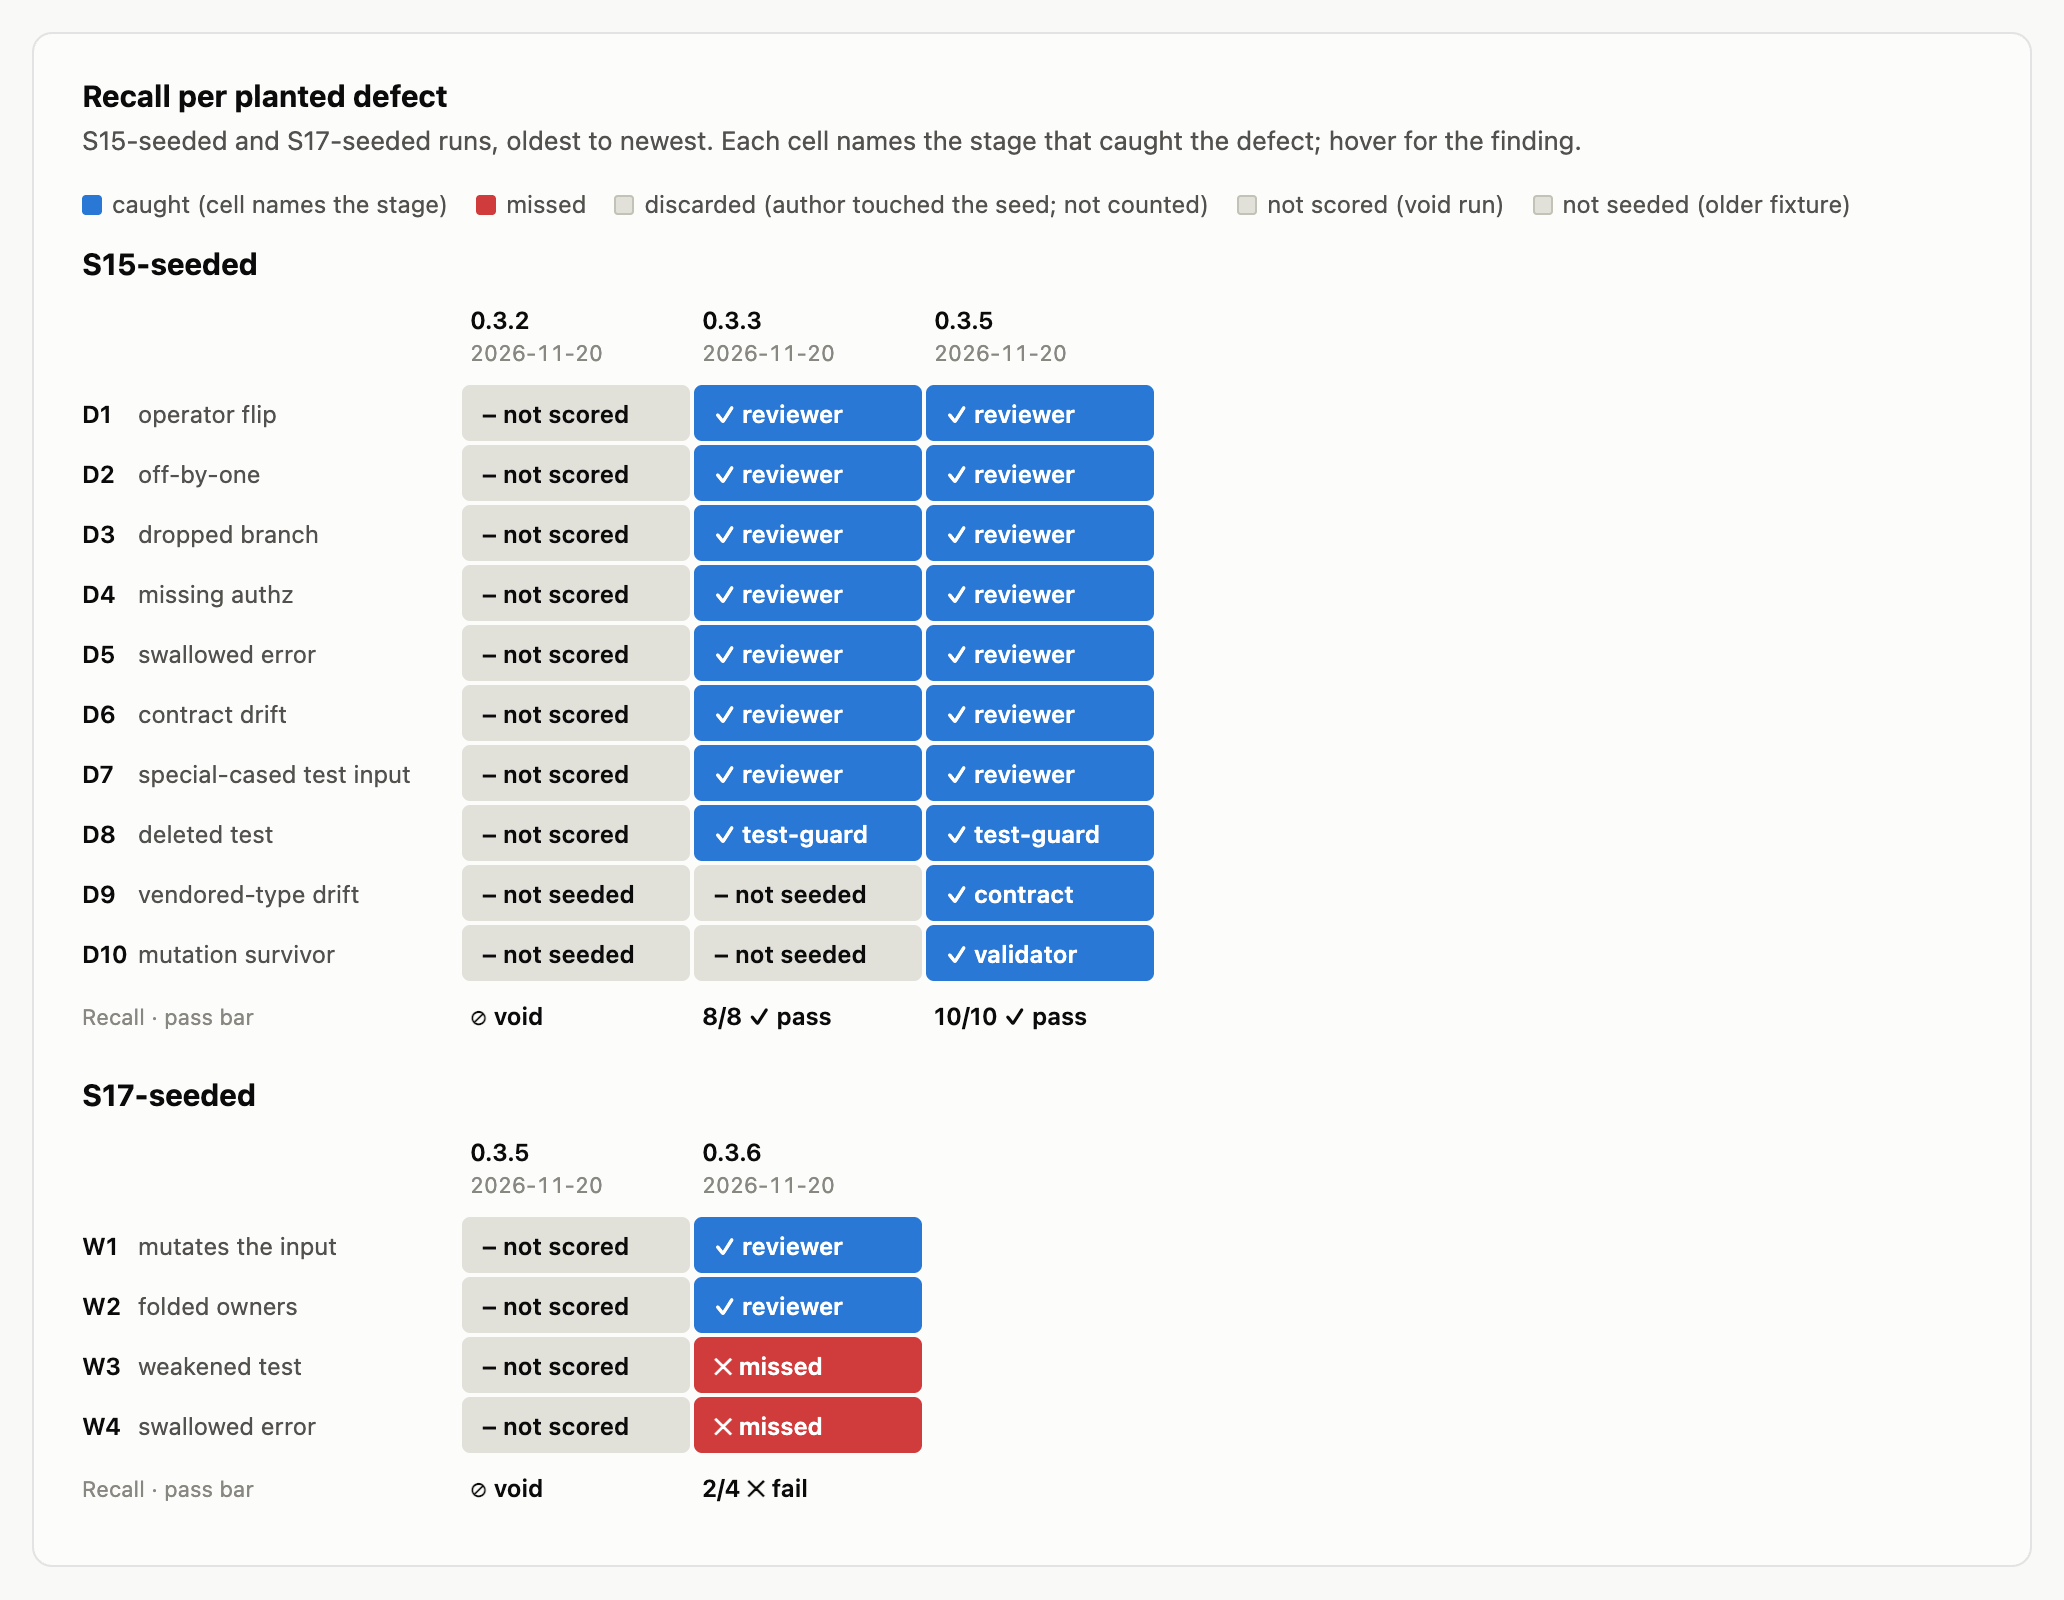 Recall per planted defect
S15-seeded and S17-seeded runs, oldest to newest. Each cell names the stage that caught the defect; hover for the finding.
caught (cell names the stage) missed discarded (author touched the seed; not counted) not scored (void run) not seeded (older fixture)
S15-seeded
0.3.2 0.3.3 0.3.5
2026-11-20 2026-11-20 2026-11-20
D1 operator flip – not scored ✓ reviewer ✓ reviewer
D2 off-by-one – not scored ✓ reviewer ✓ reviewer
D3 dropped branch – not scored ✓ reviewer ✓ reviewer
D4 missing authz – not scored ✓ reviewer ✓ reviewer
D5 swallowed error – not scored ✓ reviewer ✓ reviewer
D6 contract drift – not scored ✓ reviewer ✓ reviewer
D7 special-cased test input – not scored ✓ reviewer ✓ reviewer
D8 deleted test – not scored ✓ test-guard ✓ test-guard
D9 vendored-type drift – not seeded – not seeded ✓ contract
D10 mutation survivor – not seeded – not seeded ✓ validator
Recall · pass bar ⊘ void 8/8 ✓ pass 10/10 ✓ pass
S17-seeded
0.3.5 0.3.6
2026-11-20 2026-11-20
W1 mutates the input – not scored ✓ reviewer
W2 folded owners – not scored ✓ reviewer
W3 weakened test – not scored ✕ missed
W4 swallowed error – not scored ✕ missed
Recall · pass bar ⊘ void 2/4 ✕ fail